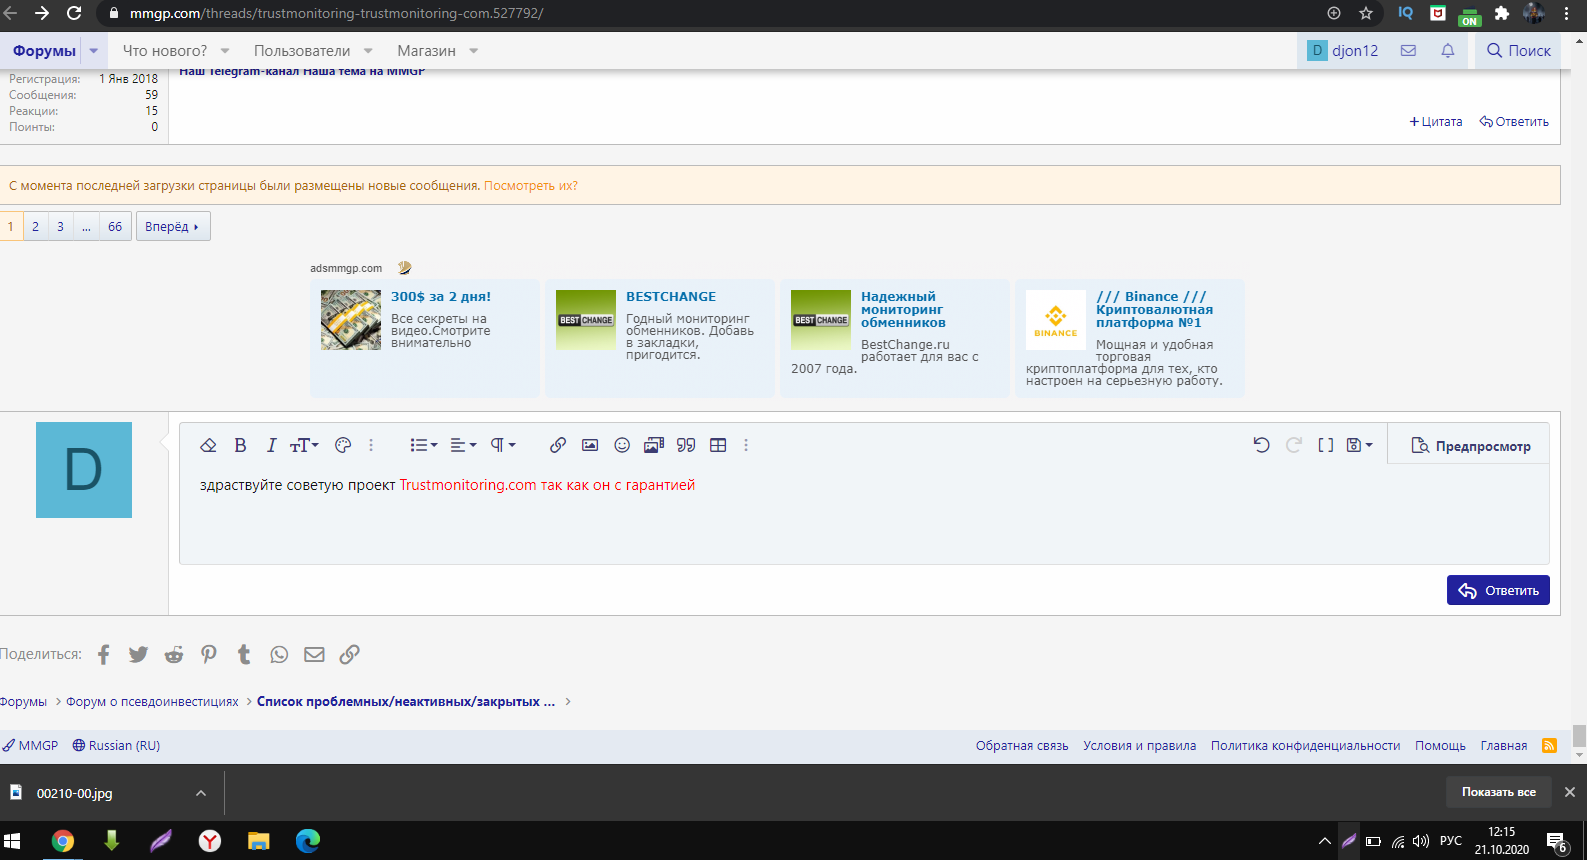 mmgp.com/threads/trustmonitoring-trustmonitoring-com.527792/
IQ
ON
Форумы
Что нового?
Пользователи
Магазин
D
djon12
Поиск
Регистрация: 1 Янв 2018
Наш Telegram-канал Наша тема на MMGP
Сообщения: 59
Реакции: 15
Поинты: 0
+ Цитата
Ответить
С момента последней загрузки страницы были размещены новые сообщения. Посмотреть их?
1 2 3 ... 66 Вперёд
adsmmgp.com
300$ за 2 дня!
Все секреты на
видео.Смотрите
внимательно
BEST CHANGE
BESTCHANGE
Годный мониторинг
обменников. Добавь
в закладки,
пригодится.
BEST CHANGE
Надежный
мониторинг
обменников
BestChange.ru
работает для вас с
2007 года.
BINANCE
/// Binance ///
Криптовалютная
платформа №1
Мощная и удобная
торговая
криптоплатформа для тех, кто
настроен на серьезную работу.
D
Предпросмотр
здраствуйте советую проект Trustmonitoring.com так как он с гарантией
Ответить
Поделиться:
Форумы > Форум о псевдоинвестициях > Список проблемных/неактивных/закрытых ... >
MMGP
Russian (RU)
Обратная связь
Условия и правила
Политика конфиденциальности
Помощь
Главная
00210-00.jpg
Показать все
РУС
12:15
21.10.2020
6